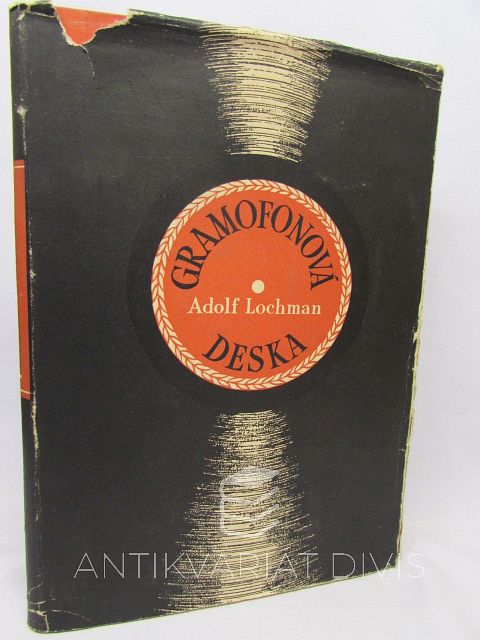 GRAMOFONOVÁ
Adolf Lochman
DESKA
ANTIKVARIÁT DIVIŠ